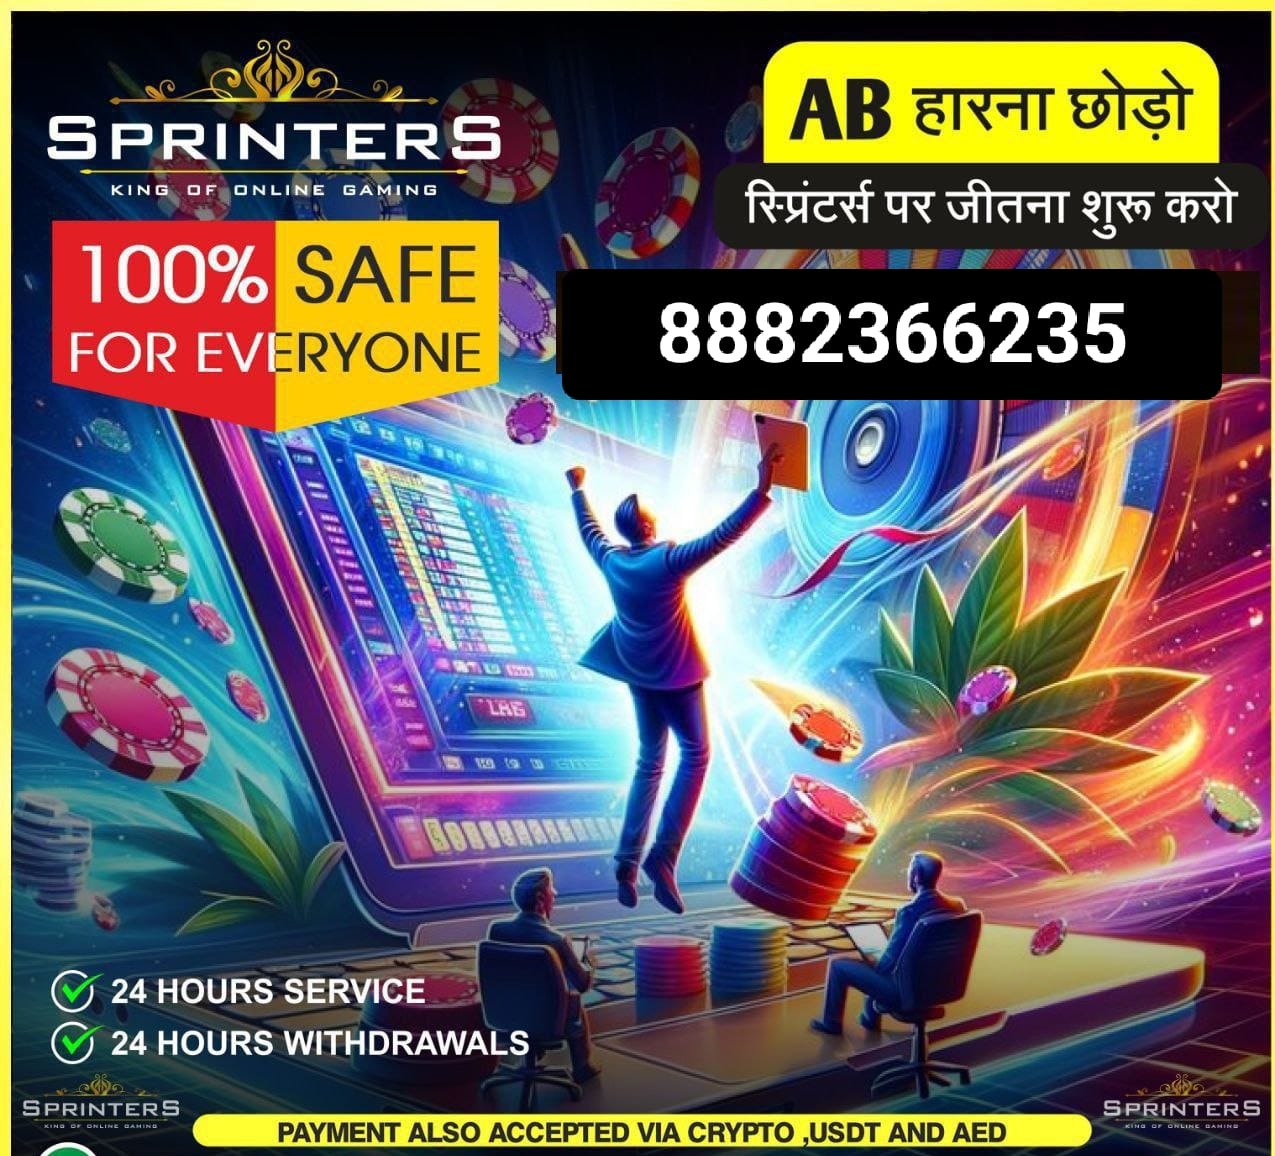 SPRINTERS
KING OF ONLINE GAMING
100% SAFE
FOR EVERYONE
AB हारना छोड़ो
स्प्रिंटर्स पर जीतना शुरू करो
8882366235
24 HOURS SERVICE
24 HOURS WITHDRAWALS
SPRINTERS
KING OF ONLINE GAMING
SPRINTERS
KING OF ONLINE GAMING
PAYMENT ALSO ACCEPTED VIA CRYPTO ,USDT AND AED